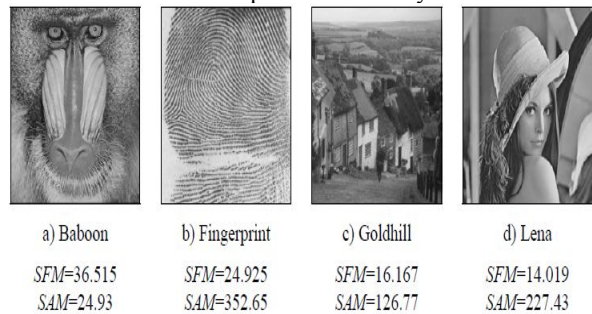 a) Baboon b) Fingerprint c) Goldhill d) Lena
SFM=36.515 SFM=24.925 SFM=16.167 SFM=14.019
SAM=24.93 SAM=352.65 SAM=126.77 SAM=227.43